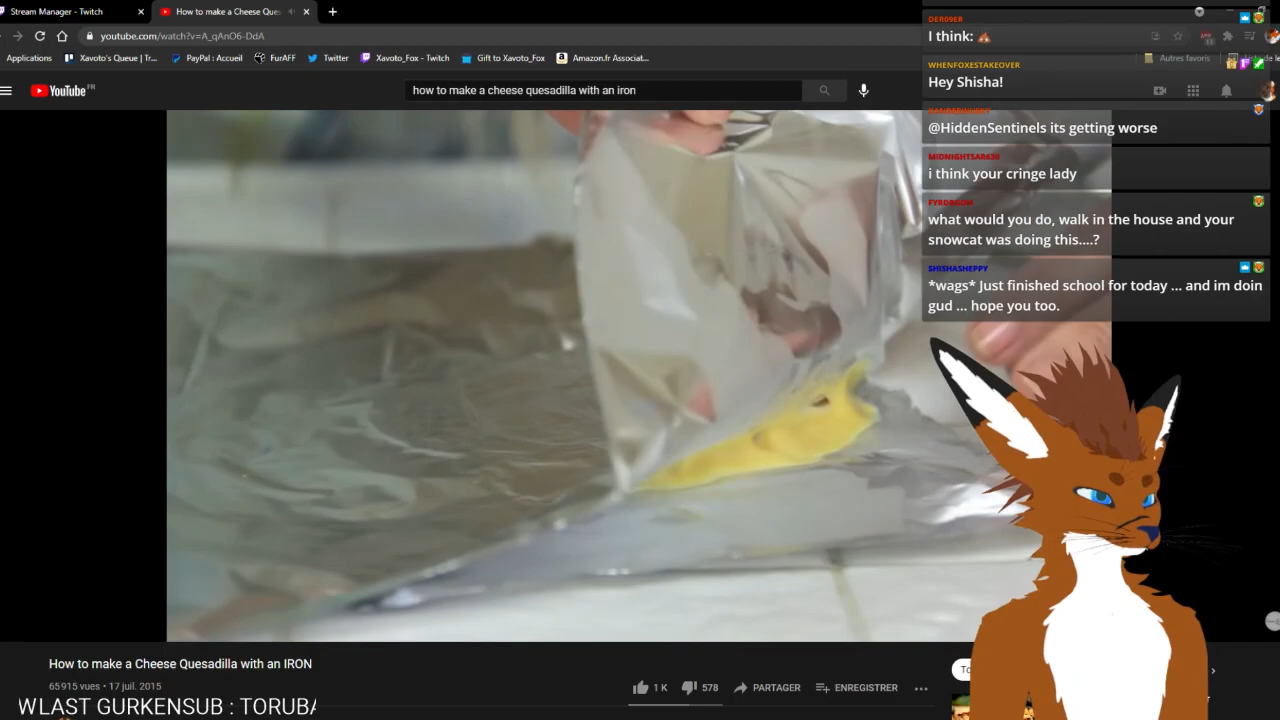 Stream Manager - Twitch
How to make a Cheese Ques
youtube.com/watch?v=A_qAnO6-DdA
Applications
Xavoto's Queue | Tr...
PayPal : Accueil
FurAFF
Twitter
Xavoto_Fox - Twitch
Gift to Xavoto_Fox
Amazon.fr Associat...
Autres favoris
YouTube FR
how to make a cheese quesadilla with an iron
DER09ER
I think:
WHENFOXESTAKEOVER
Hey Shisha!
@HiddenSentinels its getting worse
MIDNIGHTSAR630
i think your cringe lady
what would you do, walk in the house and your
snowcat was doing this....?
SHISHASHEPPY
*wags* Just finished school for today ... and im doin
gud ... hope you too.
How to make a Cheese Quesadilla with an IRON
65 915 vues • 17 juil. 2015
1 K
578
PARTAGER
ENREGISTRER
WLAST GURKENSUB : TORUBA